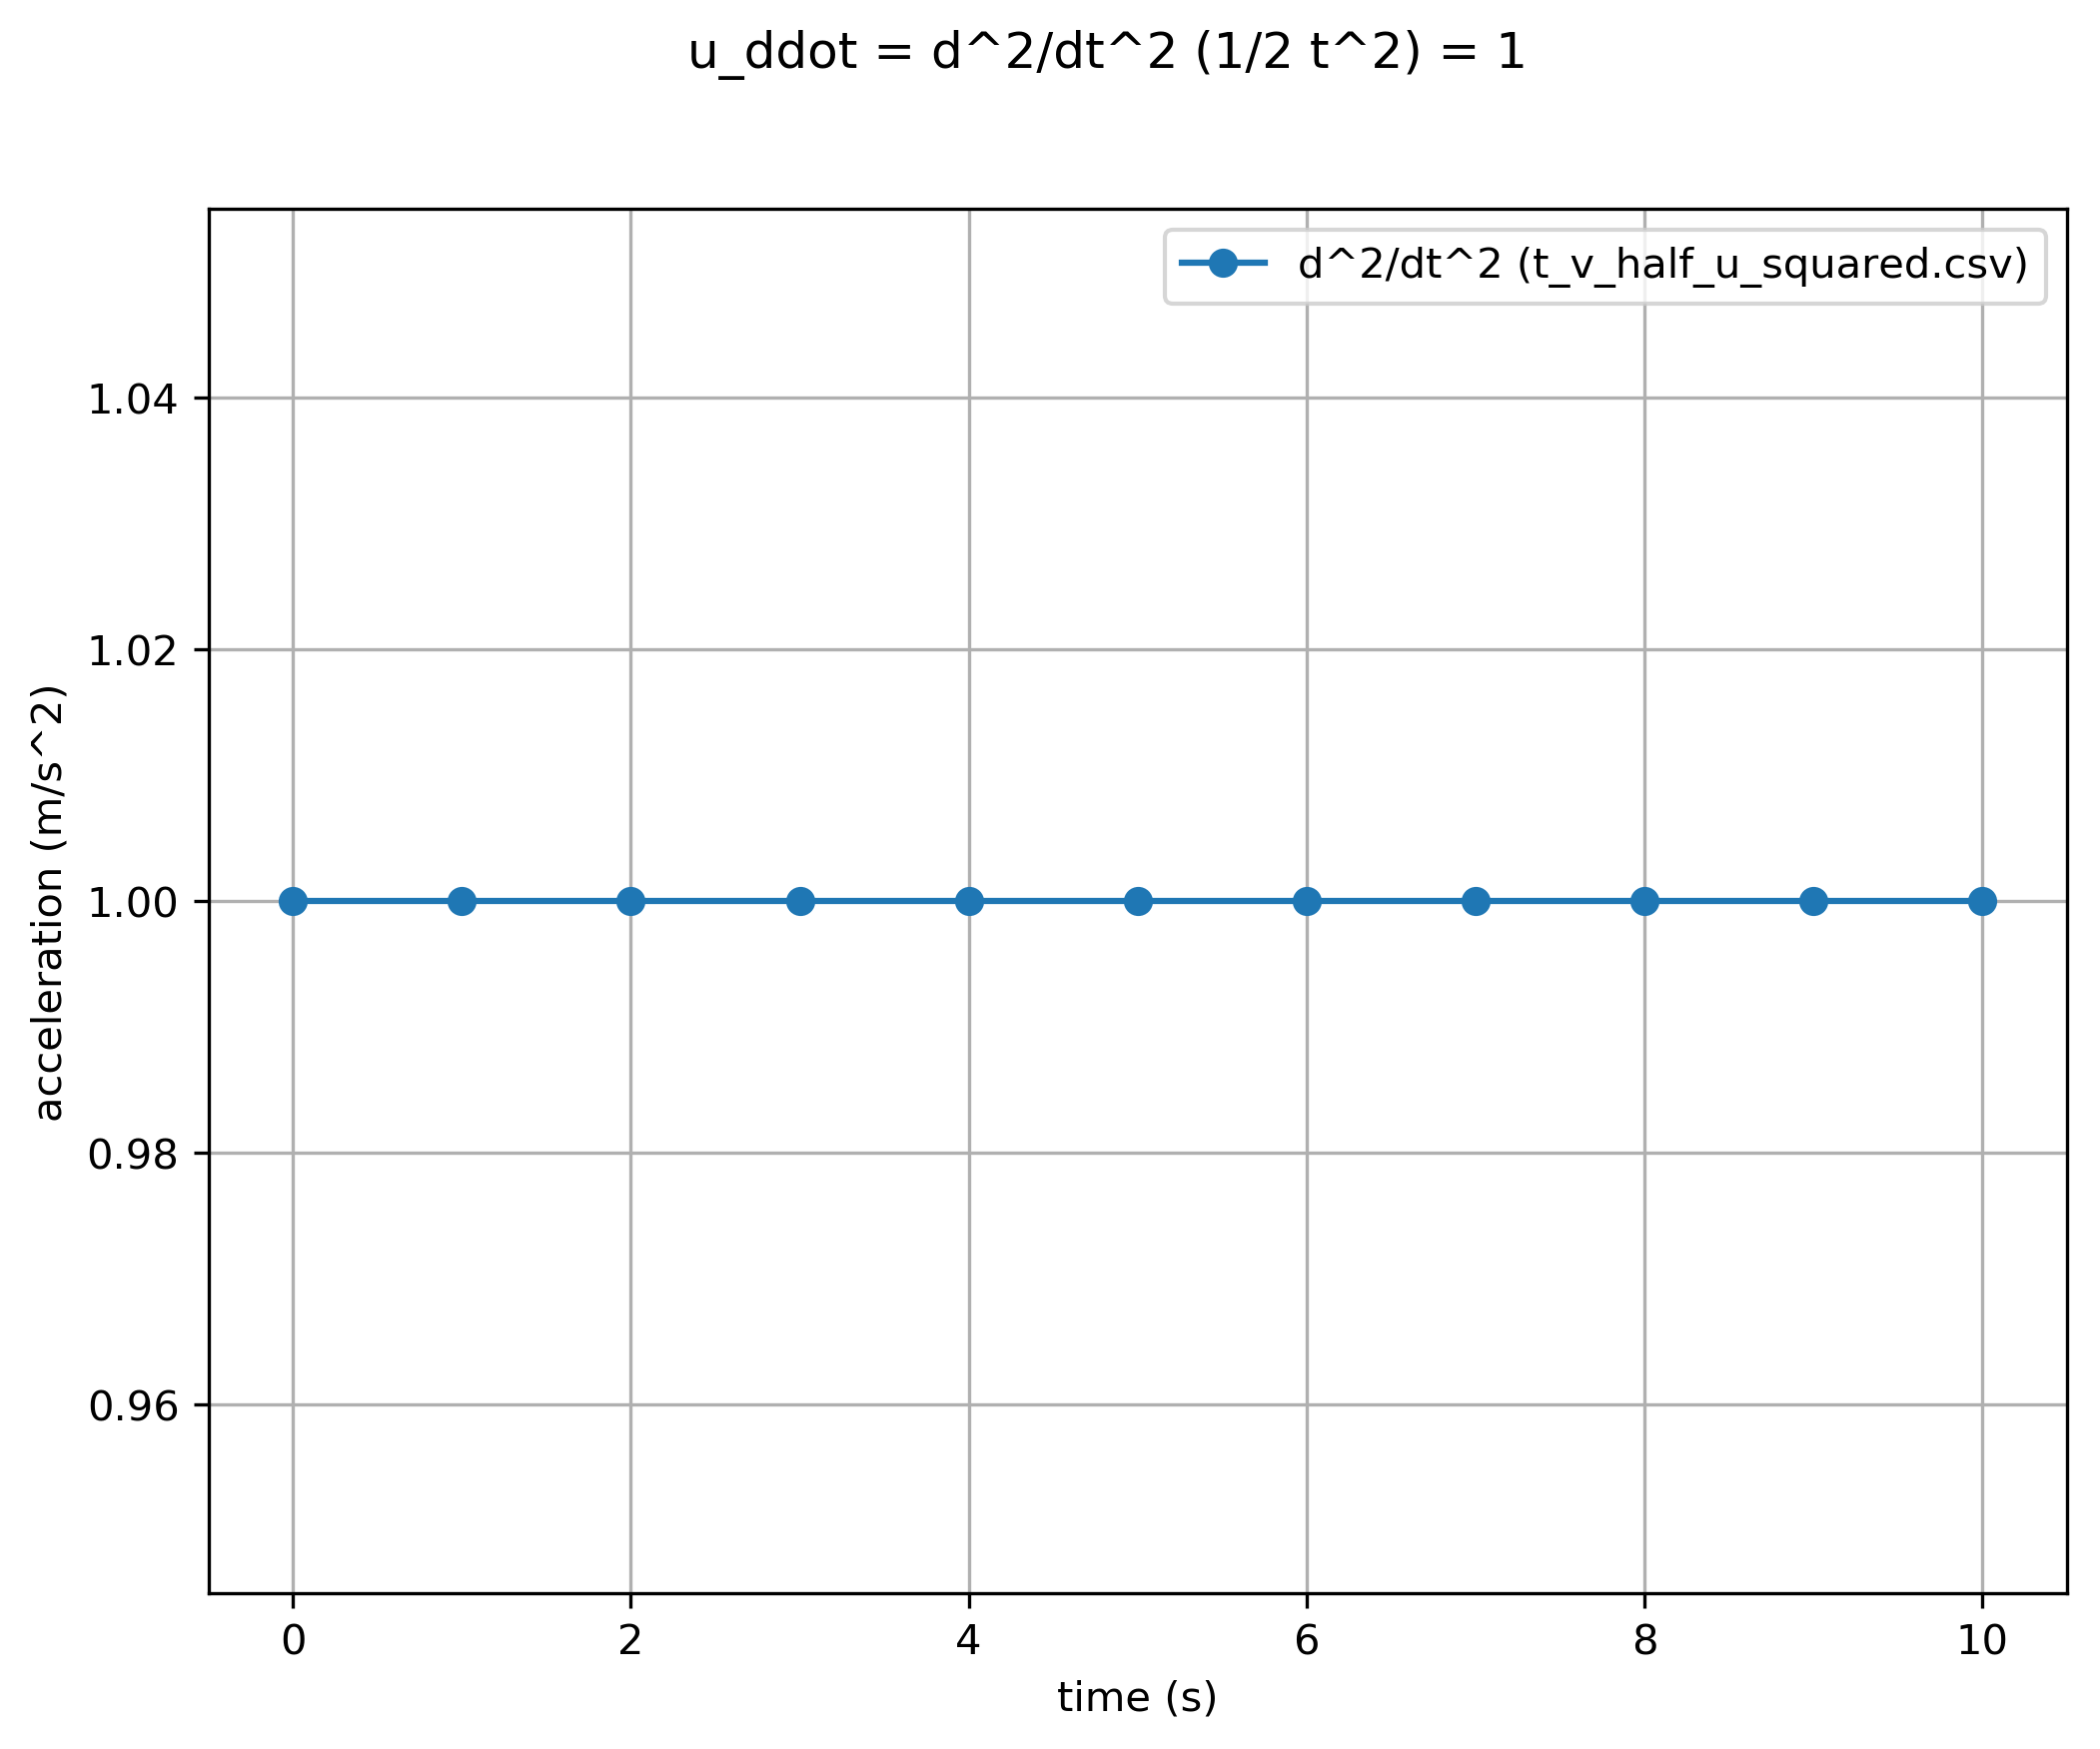 u_ddot = d^2/dt^2 (1/2 t^2) = 1
d^2/dt^2 (t_v_half_u_squared.csv)
1.04
1.02
1.00
0.98
0.96
acceleration (m/s^2)
0 2 4 6 8 10
time (s)